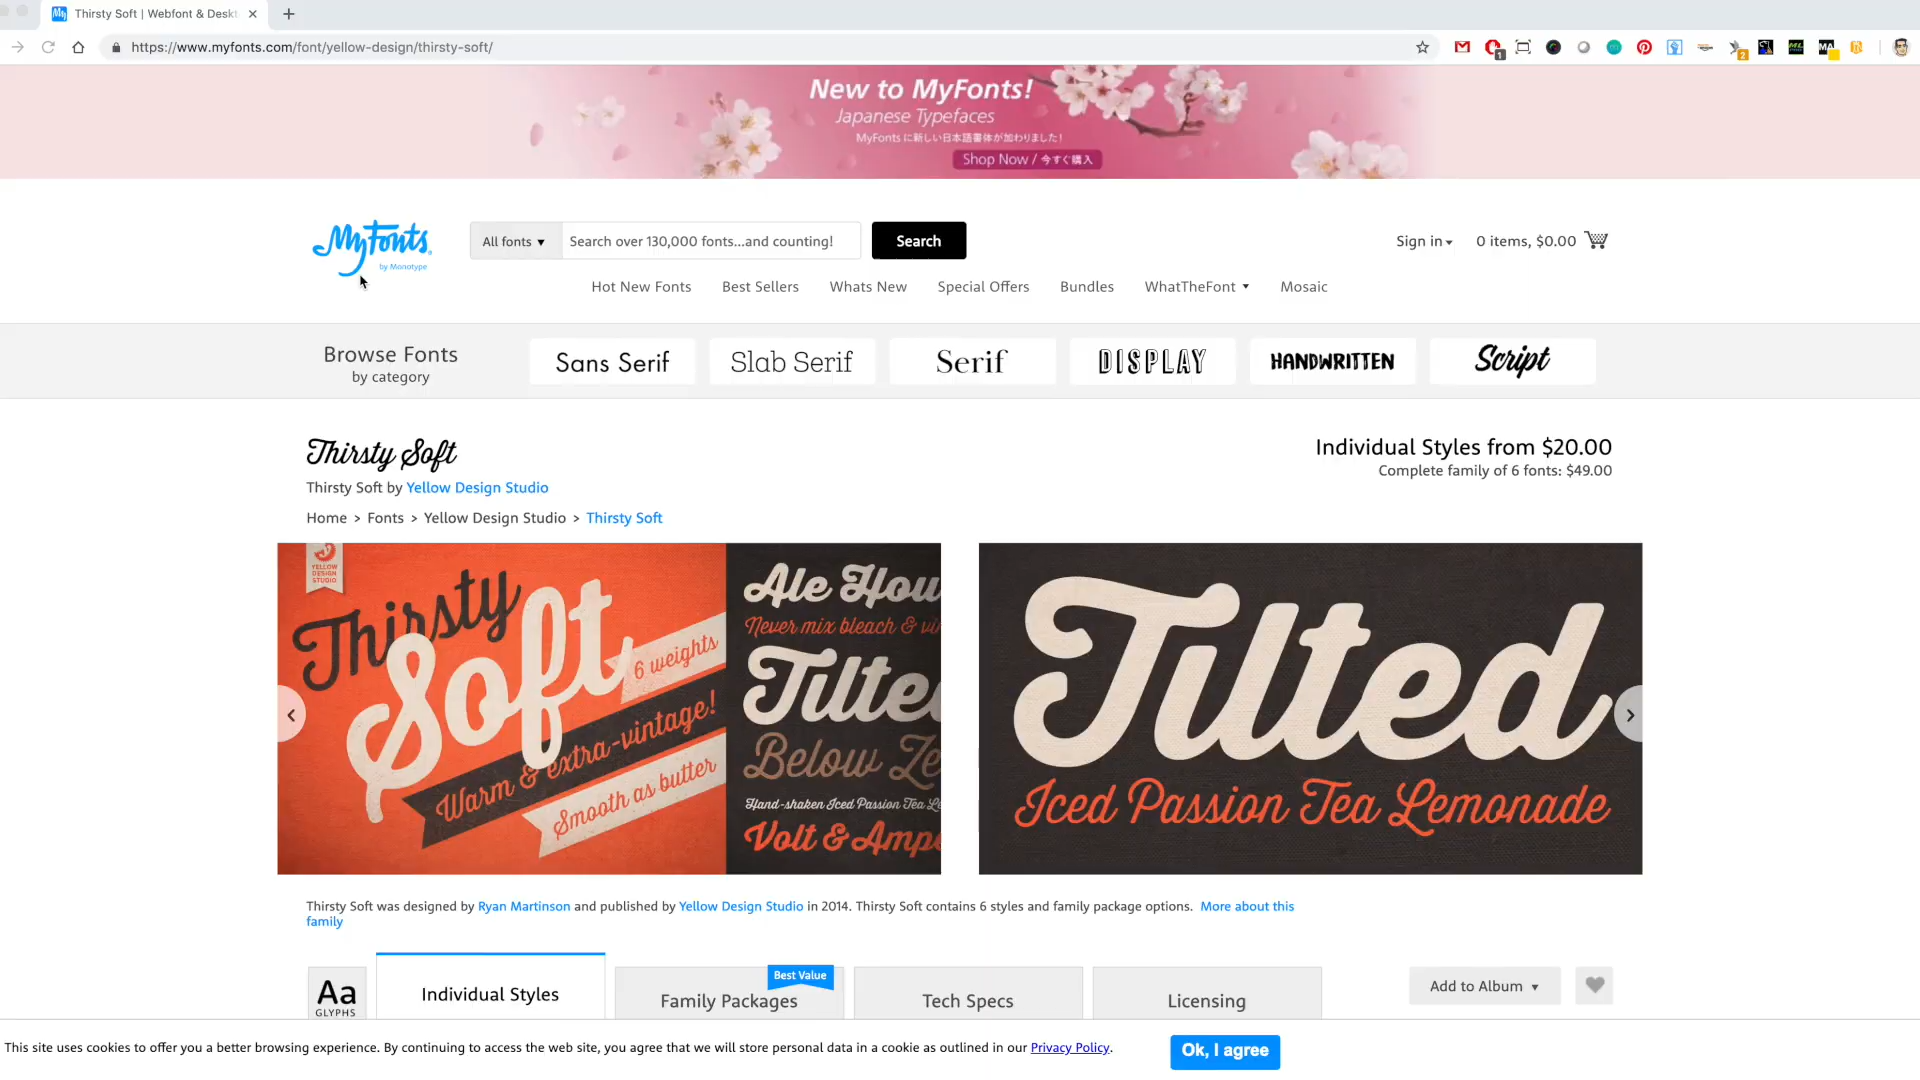 Thirsty Soft | Webfont & Deskt
https://www.myfonts.com/font/yellow-design/thirsty-soft/
New to MyFonts!
Japanese Typefaces
MyFonts に新しい日本語書体が加わりました!
Shop Now / 今すぐ購入
MyFonts
by Monotype
All fonts ▼
Search over 130,000 fonts...and counting!
Search
Sign in
0 items, $0.00
Hot New Fonts
Best Sellers
Whats New
Special Offers
Bundles
WhatTheFont ▼
Mosaic
Browse Fonts
by category
Sans Serif
Slab Serif
Serif
DISPLAY
HANDWRITTEN
Script
Thirsty Soft
Individual Styles from $20.00
Complete family of 6 fonts: $49.00
Thirsty Soft by Yellow Design Studio
Home > Fonts > Yellow Design Studio > Thirsty Soft
YELLOW
DESIGN
STUDIO
Thirsty
Soft
6 weights
Warm & extra-vintage!
Smooth as butter
Ale Hou
Never mix bleach & vi
Tilte
Below Ze
Hand-shaken Iced Passion Tea Le
Volt & Ampe
Tilted
Iced Passion Tea Lemonade
Thirsty Soft was designed by Ryan Martinson and published by Yellow Design Studio in 2014. Thirsty Soft contains 6 styles and family package options. More about this
family
Aa
GLYPHS
Individual Styles
Best Value
Family Packages
Tech Specs
Licensing
Add to Album ▼
This site uses cookies to offer you a better browsing experience. By continuing to access the web site, you agree that we will store personal data in a cookie as outlined in our Privacy Policy.
Ok, I agree